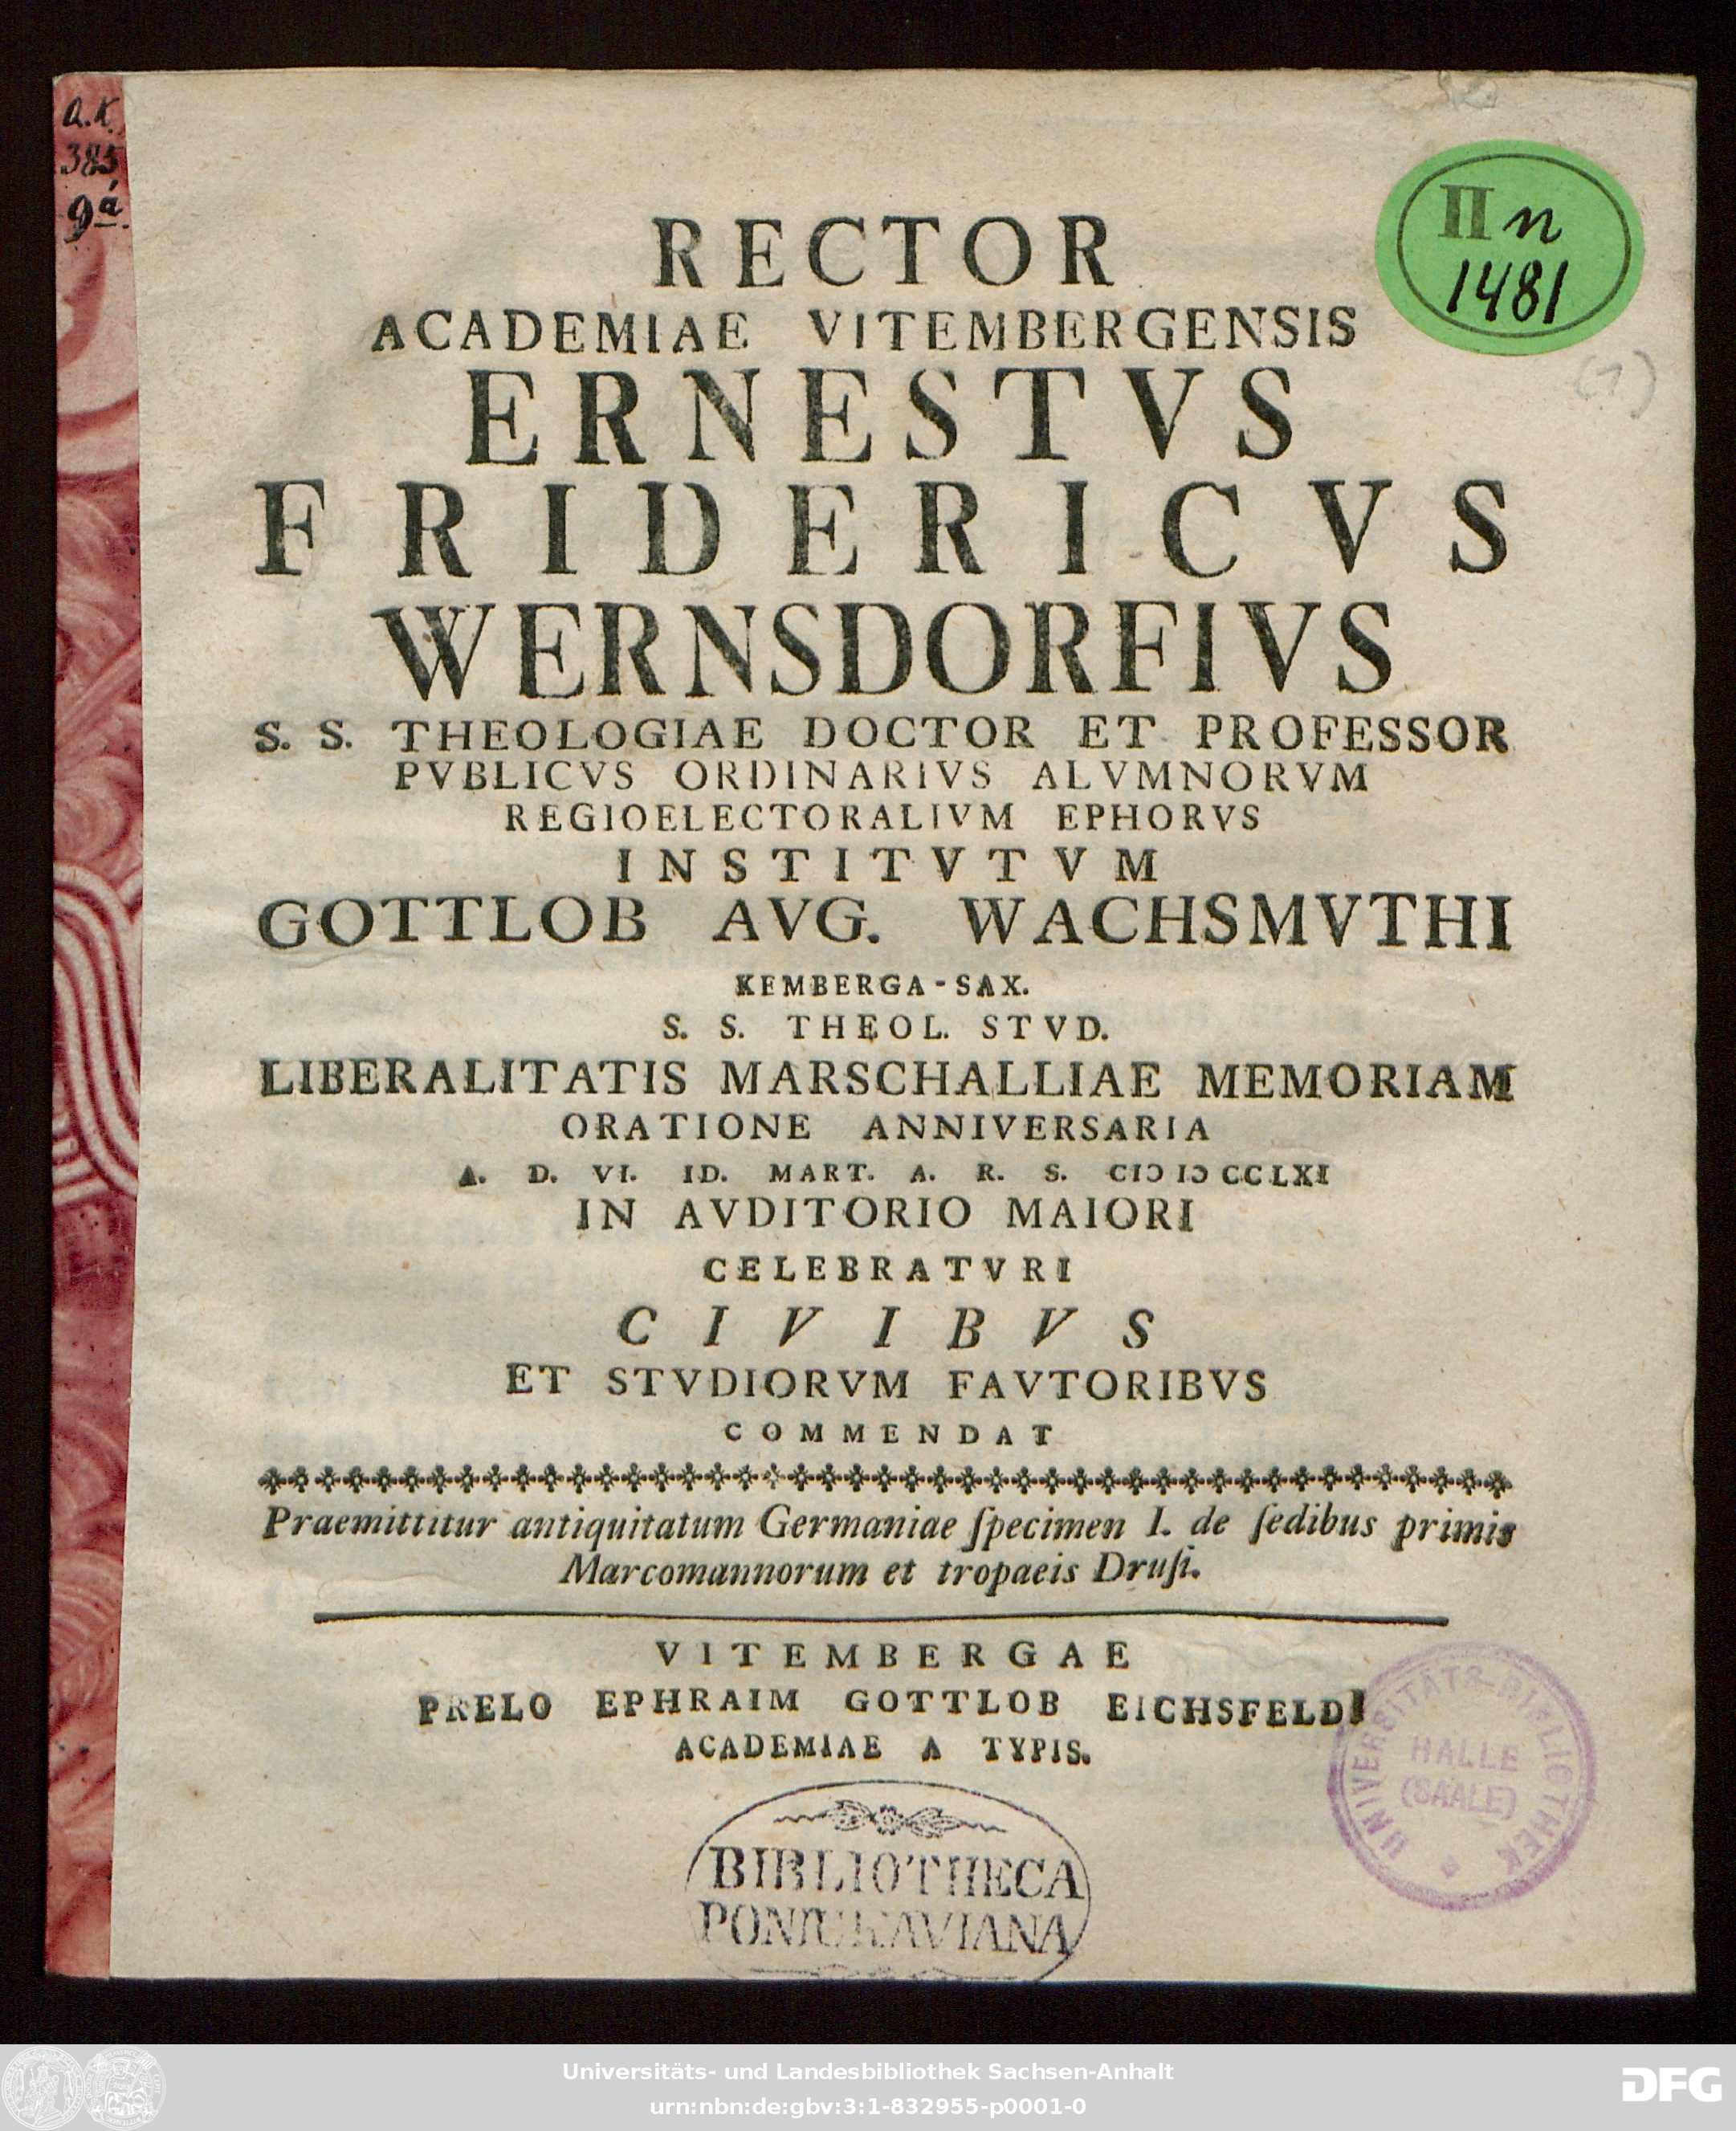 A.K.
383
9á.
II n
1481
(1)
RECTOR
ACADEMIAE VITEMBERGENSIS
ERNESTVS
FRIDERICVS
WERNSDORFIVS
S. S. THEOLOGIAE DOCTOR ET PROFESSOR
PVBLICVS ORDINARIVS ALVMNORVM
REGIOELECTORALIVM EPHORVS
INSTITVTVM
GOTTLOB AVG. WACHSMVTHI
KEMBERGA-SAX.
S. S. THEOL. STVD.
LIBERALITATIS MARSCHALLIAE MEMORIAM
ORATIONE ANNIVERSARIA
A. D. VI. ID. MART. A. R. S. CIↃ IↃ CCLXI
IN AVDITORIO MAIORI
CELEBRATVRI
CIVIBVS
ET STVDIORVM FAVTORIBVS
COMMENDAT
Praemittitur antiquitatum Germaniae ſpecimen I. de ſedibus primis
Marcomannorum et tropaeis Druſi.
VITEMBERGAE
PRELO EPHRAIM GOTTLOB EICHSFELDI
ACADEMIAE A TYPIS.
UNIVERSITÄTS-BIBLIOTHEK
HALLE
(SAALE)
BIBLIOTHECA
PONICKAVIANA
Universitäts- und Landesbibliothek Sachsen-Anhalt
urn:nbn:de:gbv:3:1-832955-p0001-0
DFG